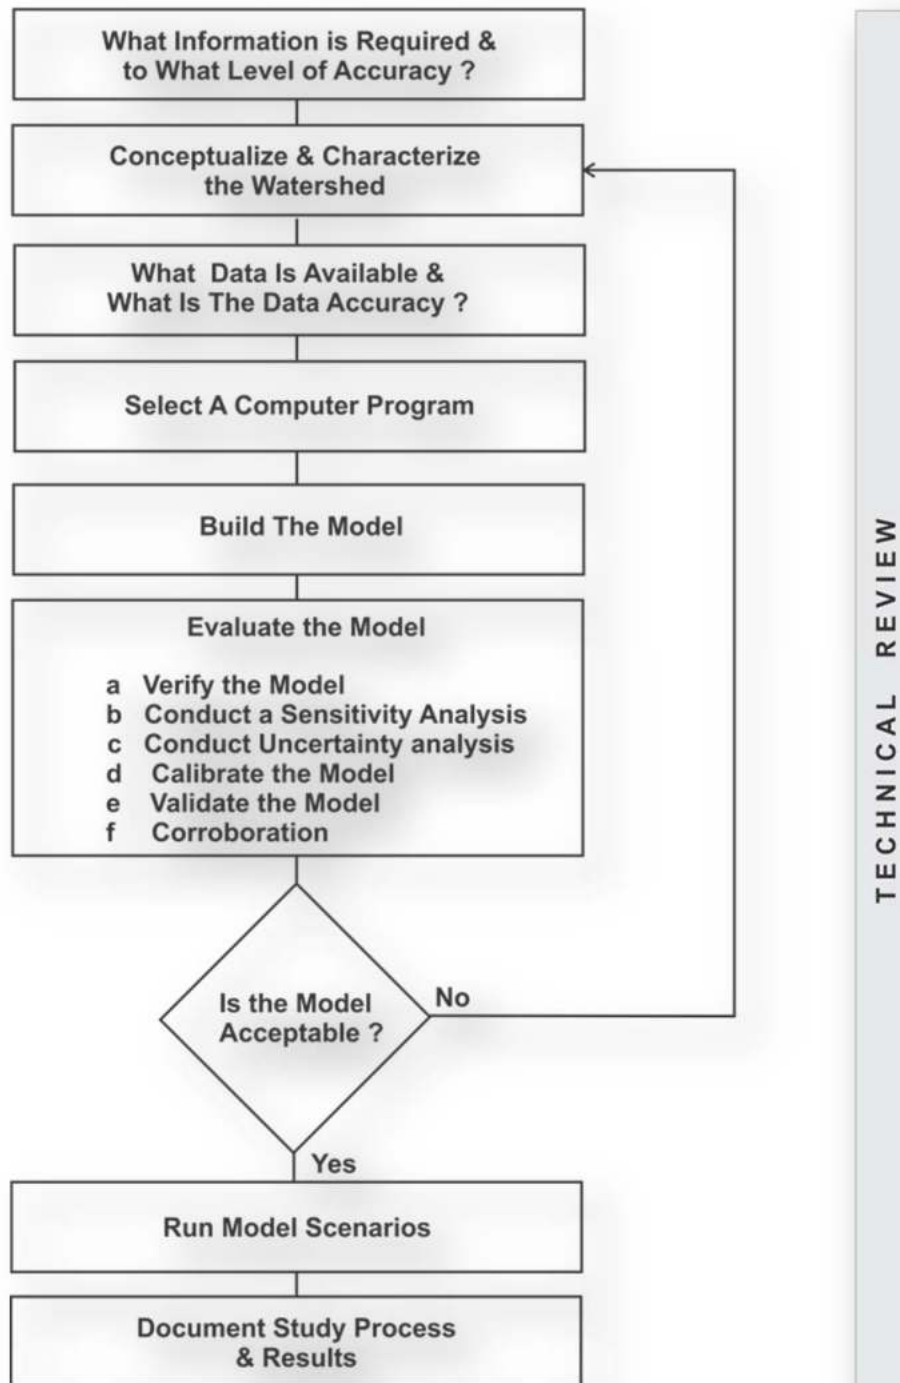 What Information is Required &
to What Level of Accuracy ?
Conceptualize & Characterize
the Watershed
What Data Is Available &
What Is The Data Accuracy ?
Select A Computer Program
Build The Model
Evaluate the Model
a Verify the Model
b Conduct a Sensitivity Analysis
c Conduct Uncertainty analysis
d Calibrate the Model
e Validate the Model
f Corroboration
Is the Model
Acceptable ?
No
Yes
Run Model Scenarios
Document Study Process
& Results
TECHNICAL REVIEW